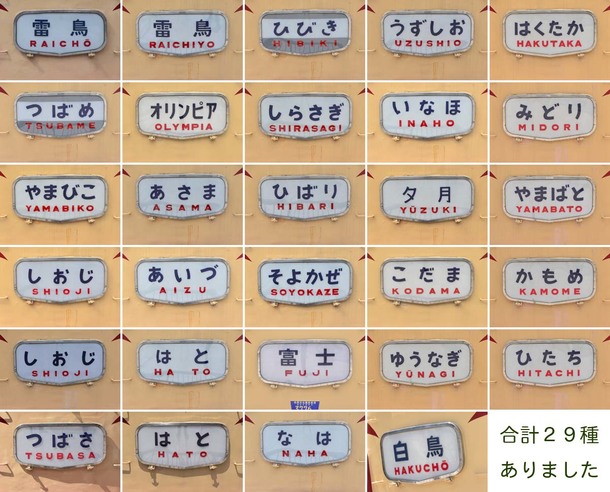 雷鳥
RAICHŌ
雷鳥
RAICHIYO
ひびき
HIBIKI
うずしお
UZUSHIO
はくたか
HAKUTAKA
つばめ
TSUBAME
オリンピア
OLYMPIA
しらさぎ
SHIRASAGI
いなほ
INAHO
みどり
MIDORI
やまびこ
YAMABIKO
あさま
ASAMA
ひばり
HIBARI
夕月
YŪZUKI
やまばと
YAMABATO
しおじ
SHIOJI
あいづ
AIZU
そよかぜ
SOYOKAZE
こだま
KODAMA
かもめ
KAMOME
しおじ
SHIOJI
はと
HA TO
富士
FUJI
ゆうなぎ
YŪNAGI
ひたち
HITACHI
つばさ
TSUBASA
はと
HATO
なは
NAHA
白鳥
HAKUCHŌ
合計29種
ありました